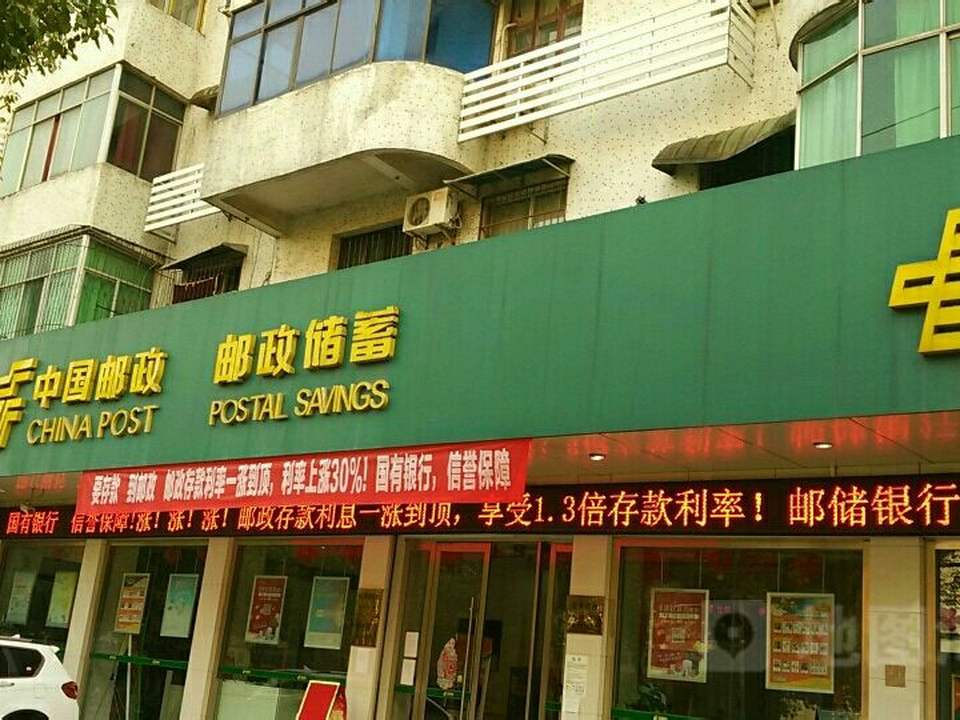 中国邮政 邮政储蓄
CHINA POST POSTAL SAVINGS
要存款 到邮政 邮政存款利率一涨到顶，利率上涨30%！国有银行，信誉保障
国有银行 信誉保障!涨！涨！涨！邮政存款利息一涨到顶，享受1.3倍存款利率！邮储银行